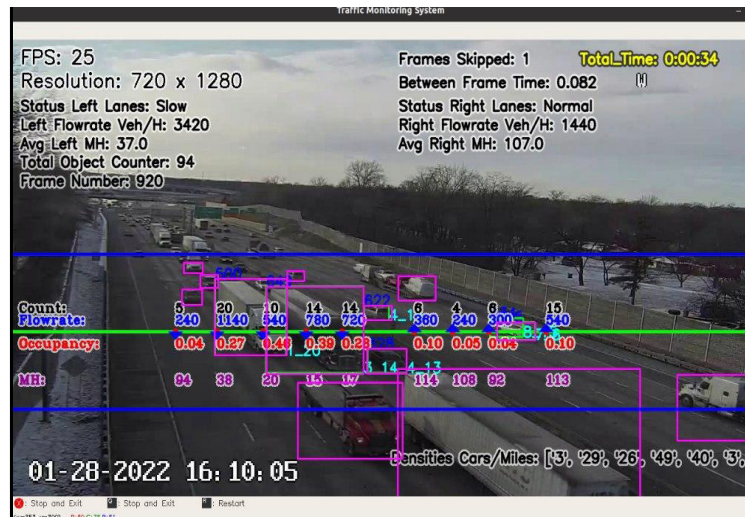 Traffic Monitoring System
FPS: 25
Resolution: 720 x 1280
Status Left Lanes: Slow
Left Flowrate Veh/H: 3420
Avg Left MH: 37.0
Total Object Counter: 94
Frame Number: 920
Frames Skipped: 1 Total_Time: 0:00:34
Between Frame Time: 0.082 W
Status Right Lanes: Normal
Right Flowrate Veh/H: 1440
Avg Right MH: 107.0
Count: 5 20 10 14 14 6 4 6 15
Flowrate: 240 1140 540 780 720 360 240 300 540
Occupancy: 0.04 0.27 0.46 0.39 0.28 0.10 0.05 0.04 0.10
MH: 94 38 20 15 17 114 108 92 113
Densities Cars/Miles: ['3', '29', '26', '49', '40', '3',
01-28-2022 16:10:05
: Stop and Exit : Stop and Exit : Restart